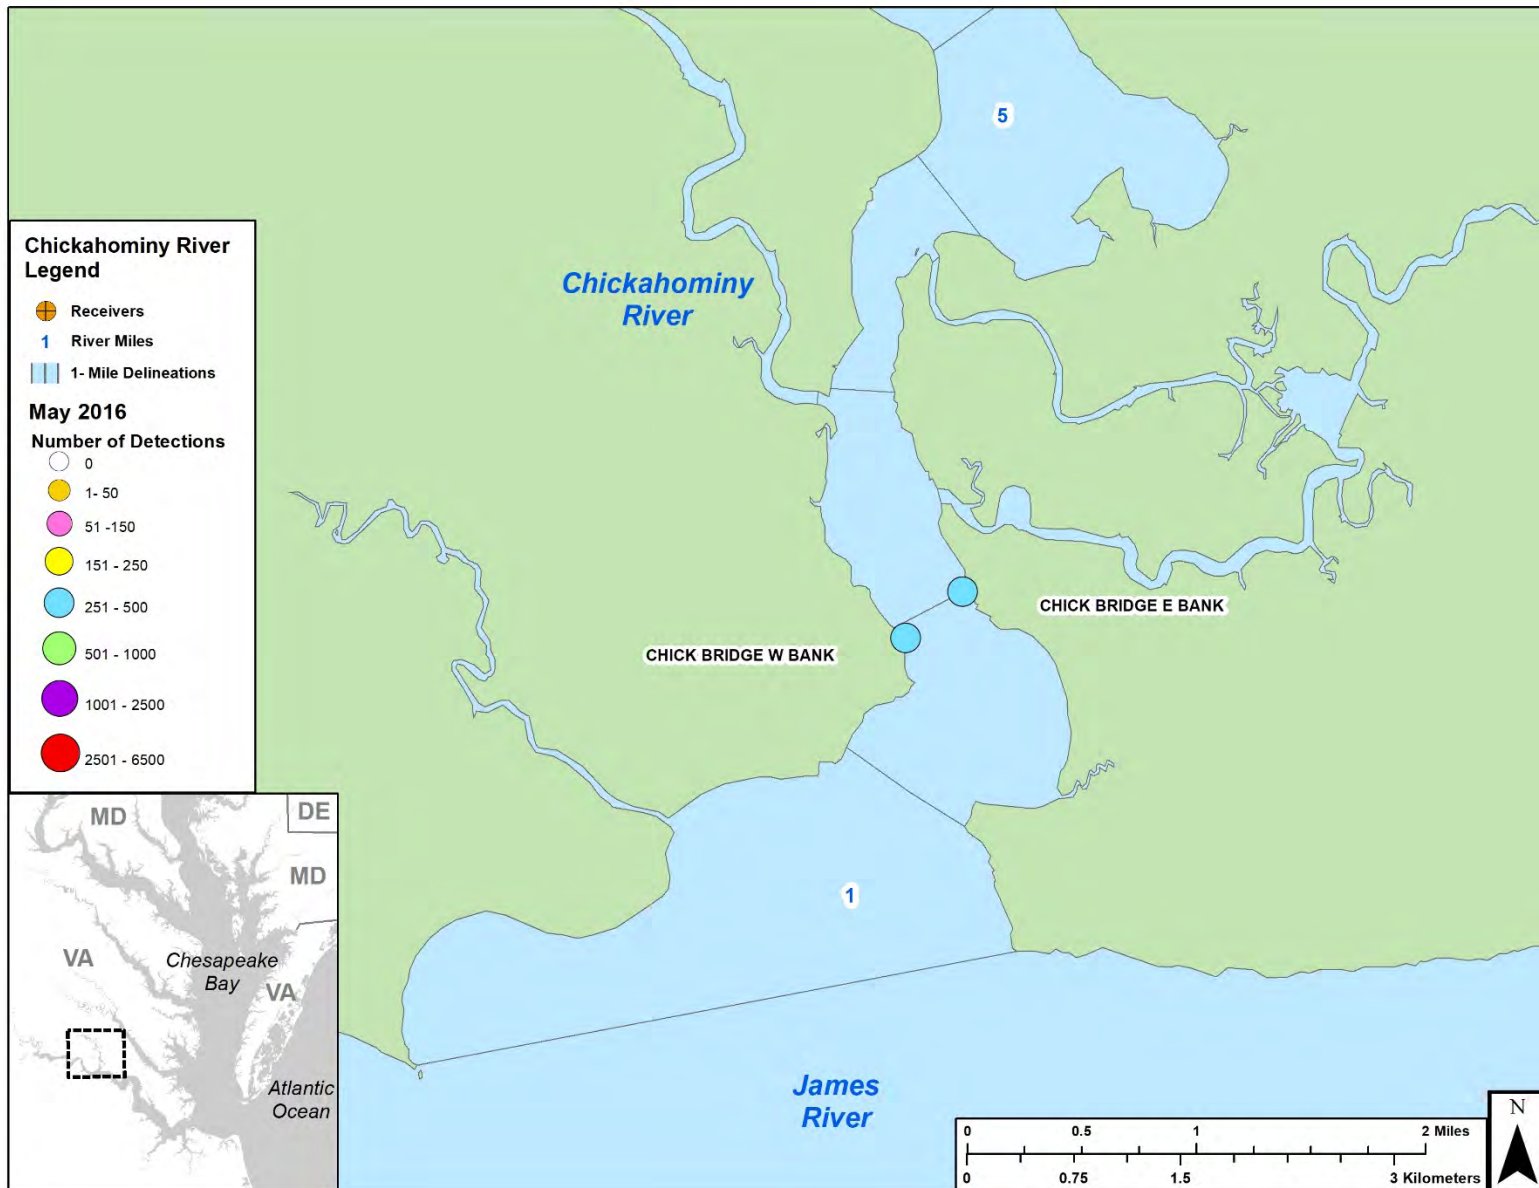 5
Chickahominy
River
Chickahominy River
Legend
Receivers
1 River Miles
1- Mile Delineations
May 2016
Number of Detections
0
1- 50
51 -150
151 - 250
251 - 500
501 - 1000
1001 - 2500
2501 - 6500
CHICK BRIDGE E BANK
CHICK BRIDGE W BANK
1
MD
DE
MD
VA
Chesapeake
Bay
VA
Atlantic
Ocean
James
River
0 0.5 1 2 Miles
0 0.75 1.5 3 Kilometers
N